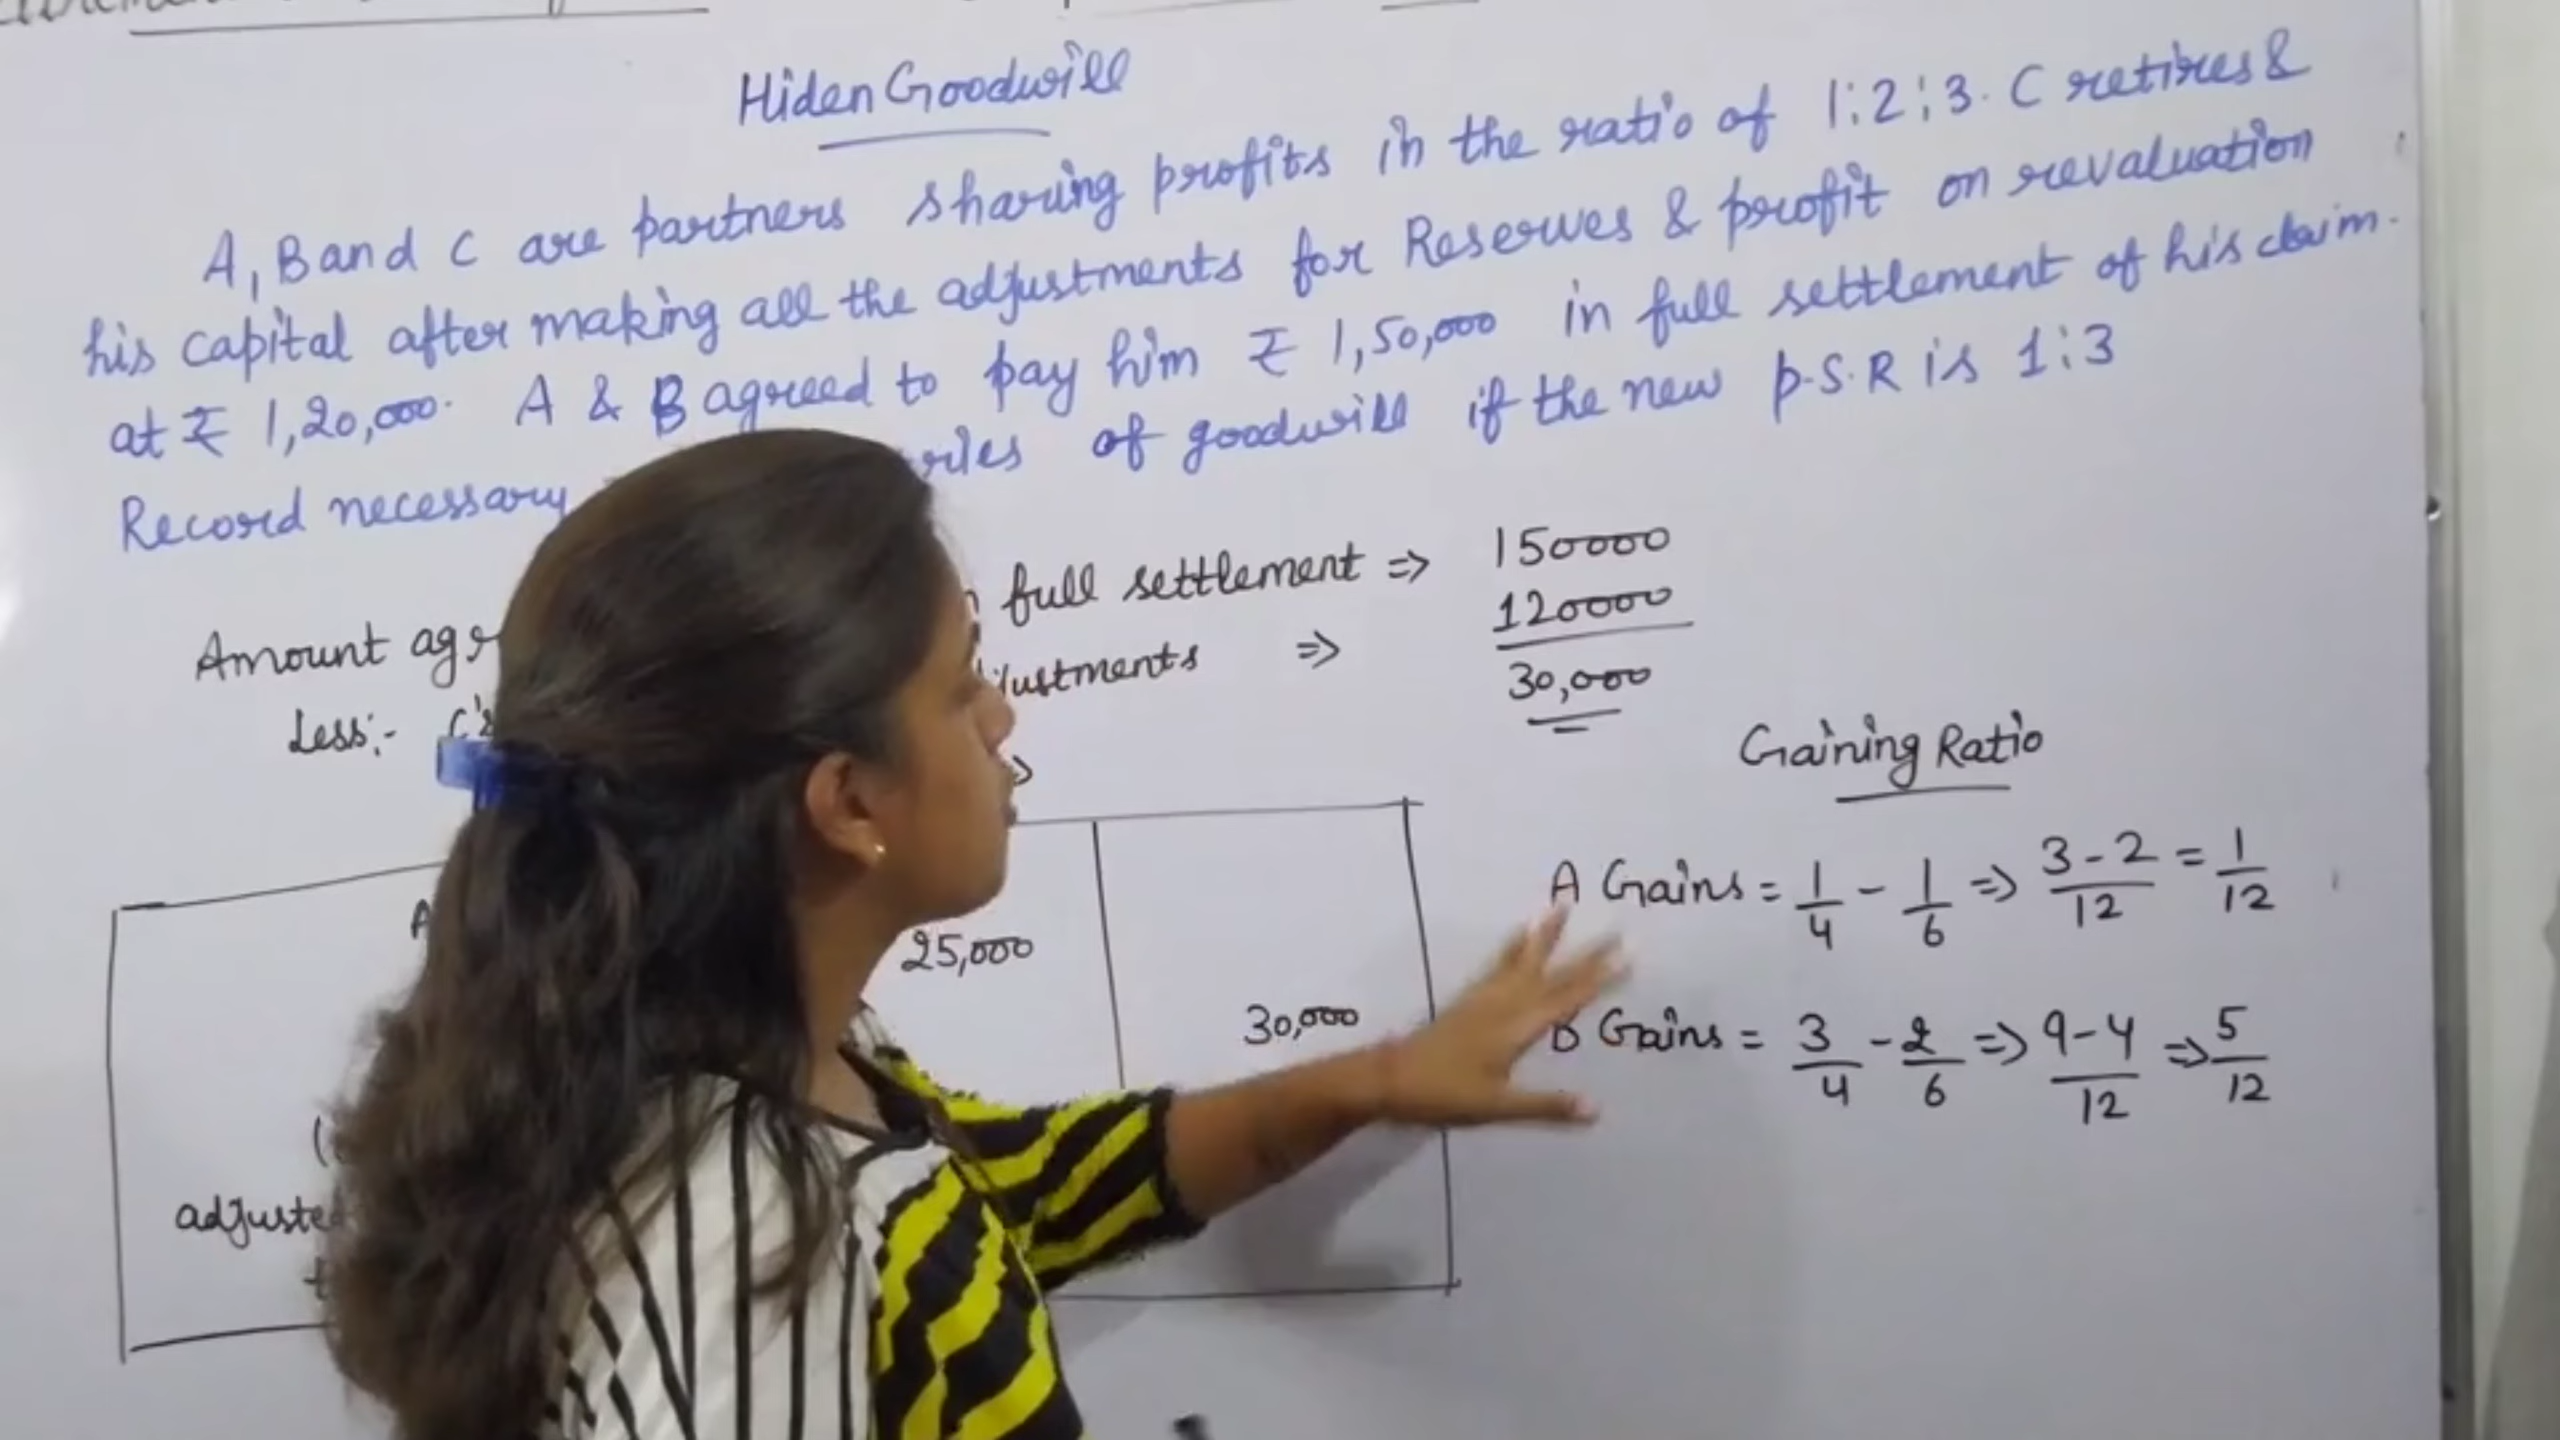 Hiden Goodwill
A, B and C are partners sharing profits in the ratio of 1:2:3. C retires &
his capital after making all the adjustments for Reserves & profit on revaluation
at ₹ 1,20,000. A & B agreed to pay him ₹ 1,50,000 in full settlement of his claim.
Record necessary of goodwill if the new P.S.R is 1:3
Amount full settlement => 150000
Less:- C's => 120000
30,000
Gaining Ratio
A Gains = 1/4 - 1/6 => 3-2/12 = 1/12
25,000
30,000
B Gains = 3/4 - 2/6 => 9-4/12 => 5/12